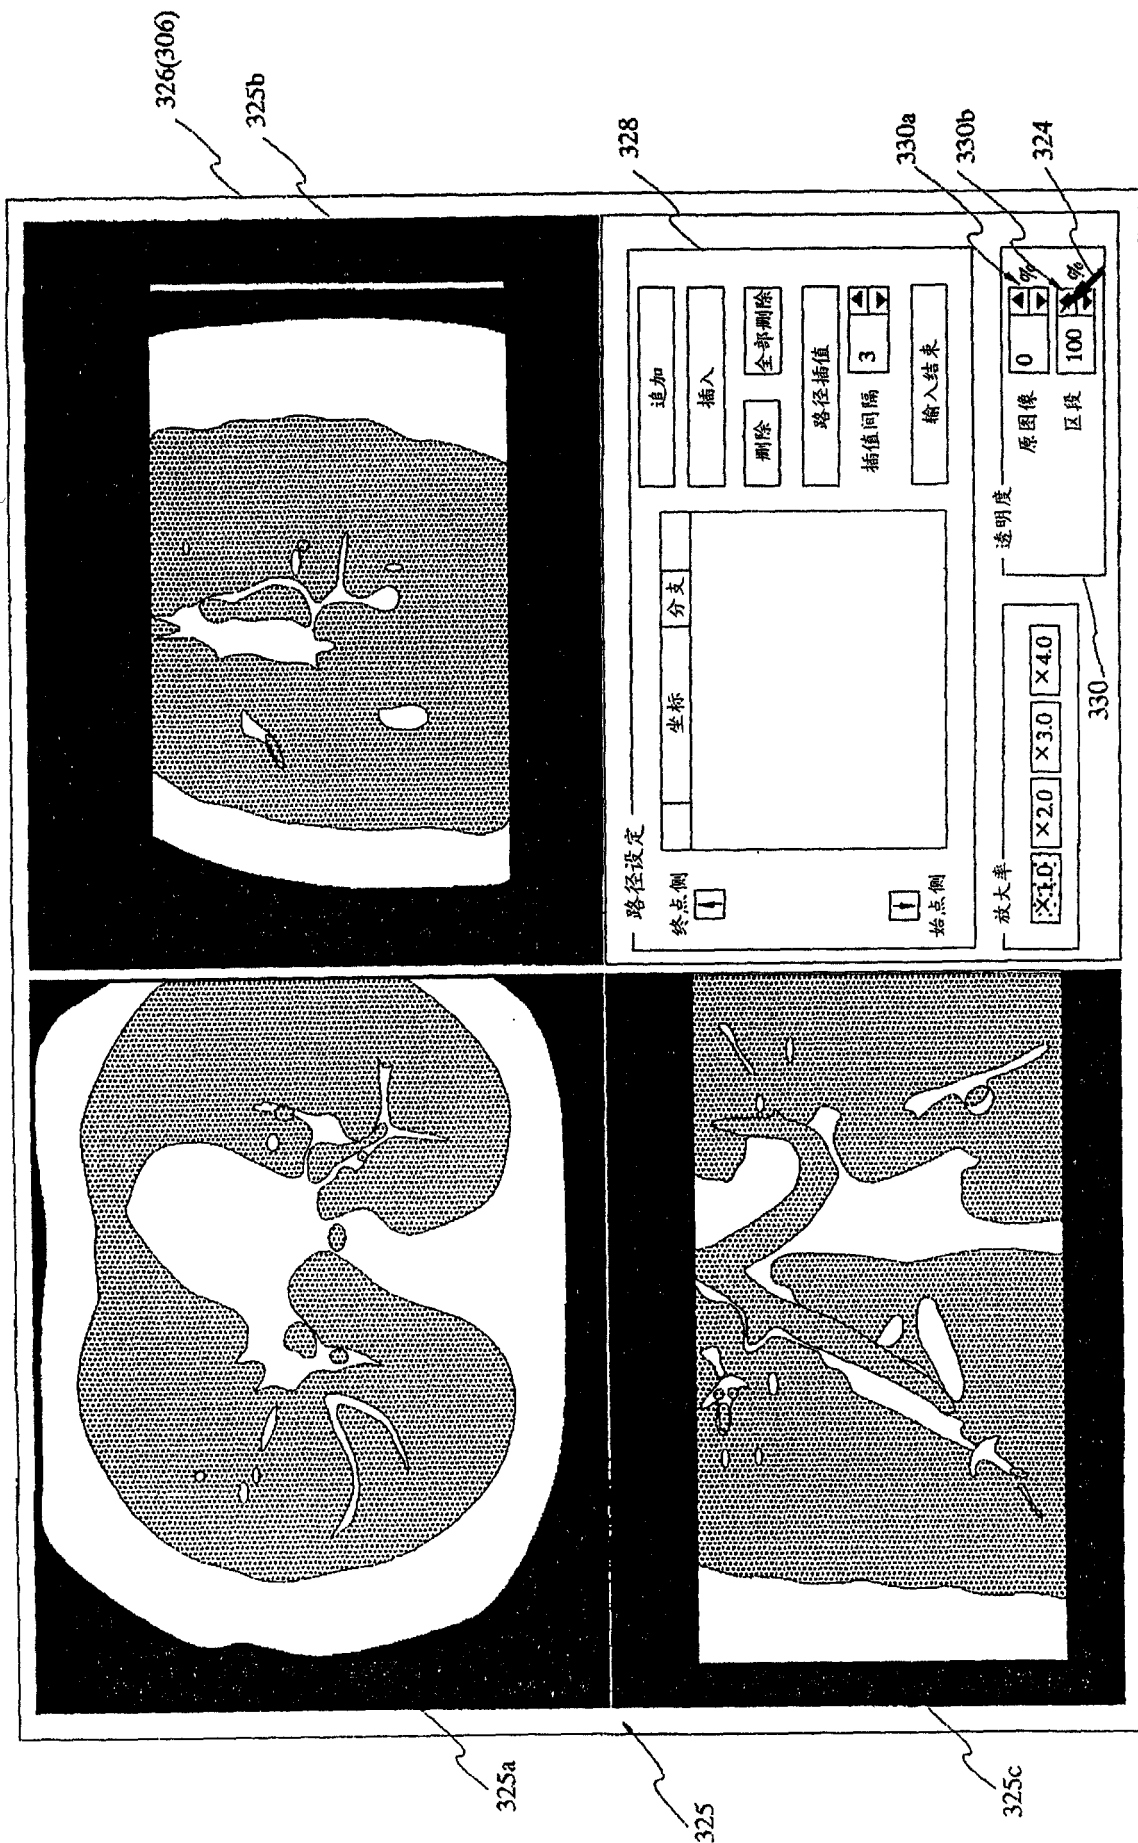 326(306)
325b
325a
325
325c
328
路径设定
终点侧
始点侧
坐标 分支
追加
插入
删除 全部删除
路径插值
插值间隔 3
输入结束
放大率
×1.0 ×2.0 ×3.0 ×4.0
透明度
原图像 0 %
区段 100 %
330
330a
330b
324